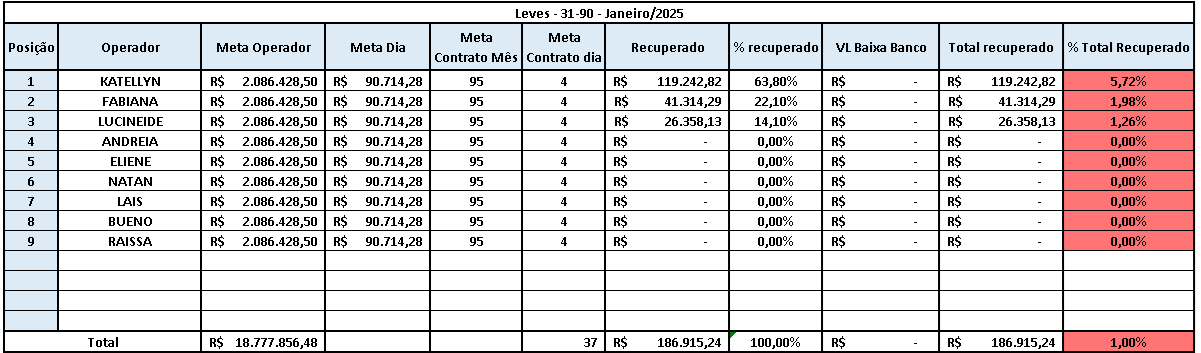 Leves - 31-90 - Janeiro/2025
Posição Operador Meta Operador Meta Dia Meta Contrato Mês Meta Contrato dia Recuperado % recuperado VL Baixa Banco Total recuperado % Total Recuperado
1 KATELLYN R$ 2.086.428,50 R$ 90.714,28 95 4 R$ 119.242,82 63,80% R$ - R$ 119.242,82 5,72%
2 FABIANA R$ 2.086.428,50 R$ 90.714,28 95 4 R$ 41.314,29 22,10% R$ - R$ 41.314,29 1,98%
3 LUCINEIDE R$ 2.086.428,50 R$ 90.714,28 95 4 R$ 26.358,13 14,10% R$ - R$ 26.358,13 1,26%
4 ANDREIA R$ 2.086.428,50 R$ 90.714,28 95 4 R$ - 0,00% R$ - R$ - 0,00%
5 ELIENE R$ 2.086.428,50 R$ 90.714,28 95 4 R$ - 0,00% R$ - R$ - 0,00%
6 NATAN R$ 2.086.428,50 R$ 90.714,28 95 4 R$ - 0,00% R$ - R$ - 0,00%
7 LAIS R$ 2.086.428,50 R$ 90.714,28 95 4 R$ - 0,00% R$ - R$ - 0,00%
8 BUENO R$ 2.086.428,50 R$ 90.714,28 95 4 R$ - 0,00% R$ - R$ - 0,00%
9 RAISSA R$ 2.086.428,50 R$ 90.714,28 95 4 R$ - 0,00% R$ - R$ - 0,00%
Total R$ 18.777.856,48 37 R$ 186.915,24 100,00% R$ - R$ 186.915,24 1,00%